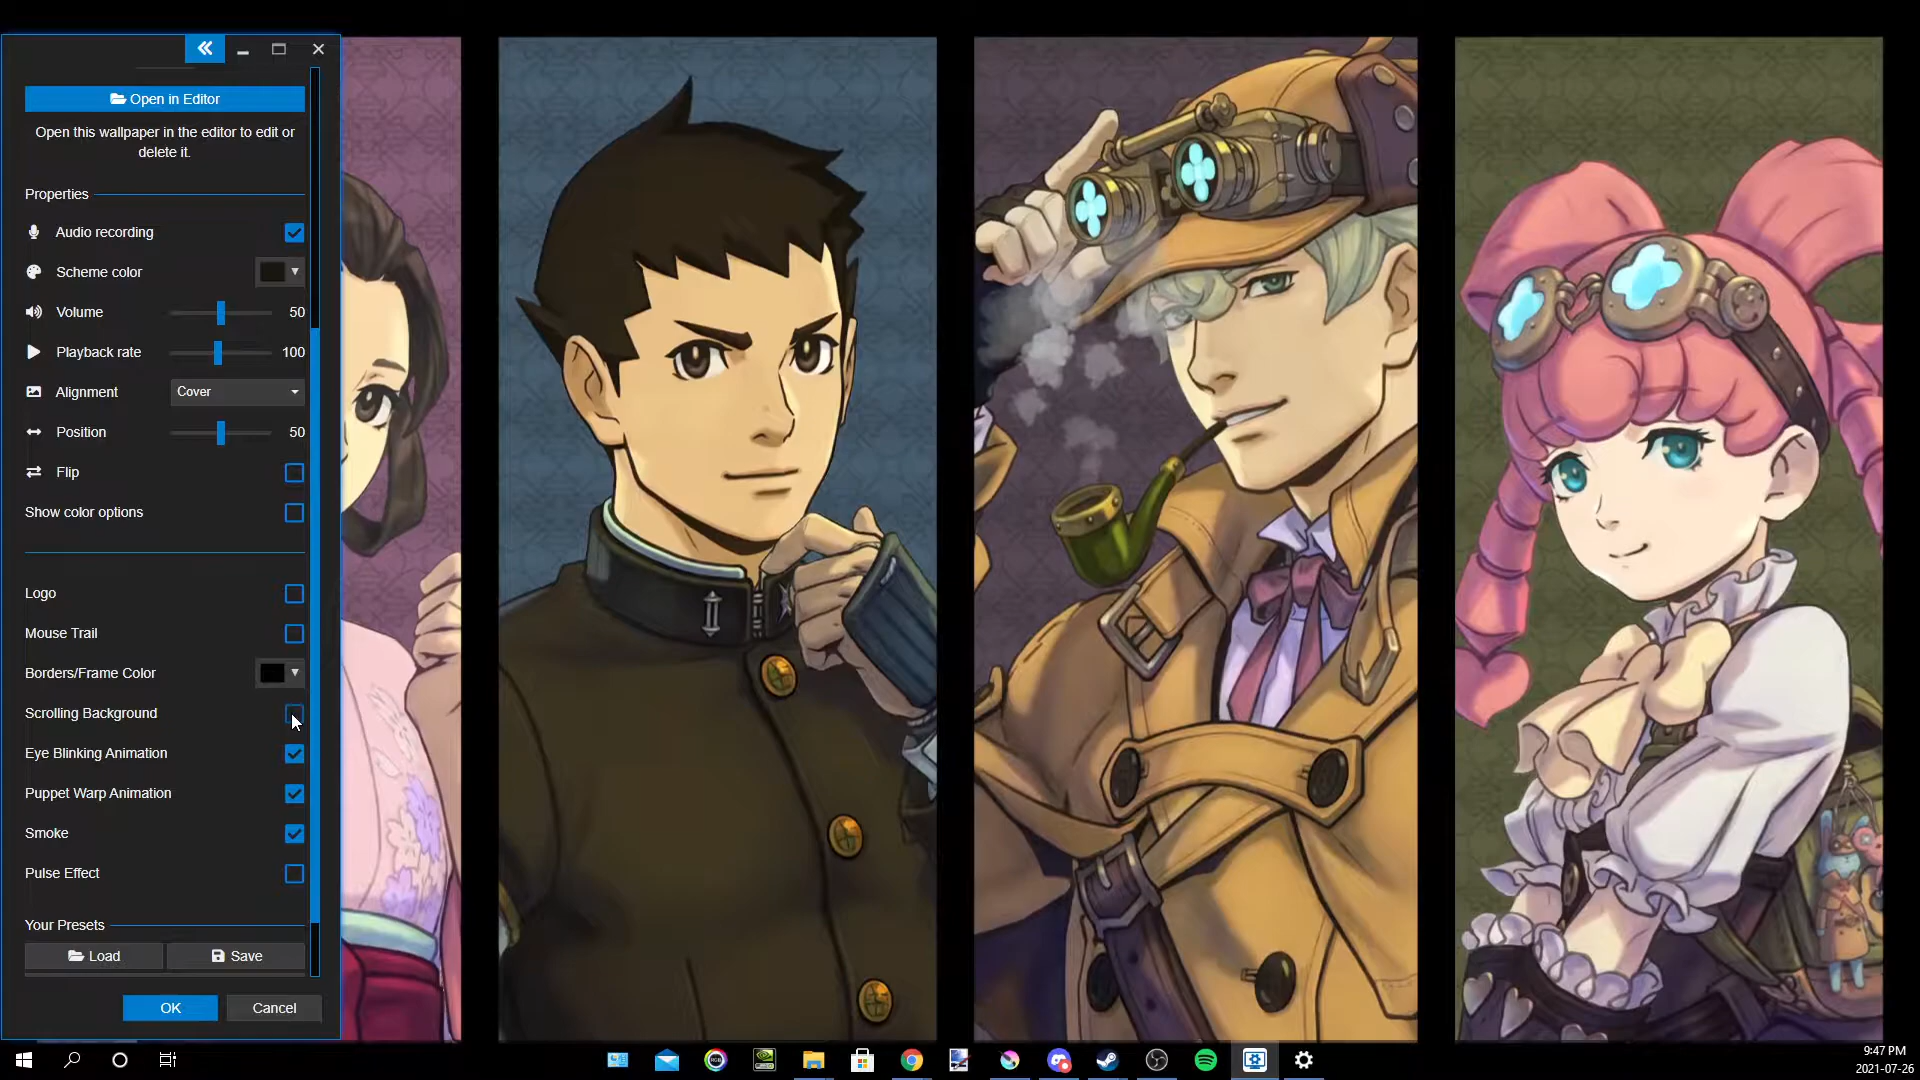 Open in Editor
Open this wallpaper in the editor to edit or
delete it.
Properties
Audio recording
Scheme color
Volume 50
Playback rate 100
Alignment Cover
Position 50
Flip
Show color options
Logo
Mouse Trail
Borders/Frame Color
Scrolling Background
Eye Blinking Animation
Puppet Warp Animation
Smoke
Pulse Effect
Your Presets
Load Save
OK Cancel
9:47 PM
2021-07-26